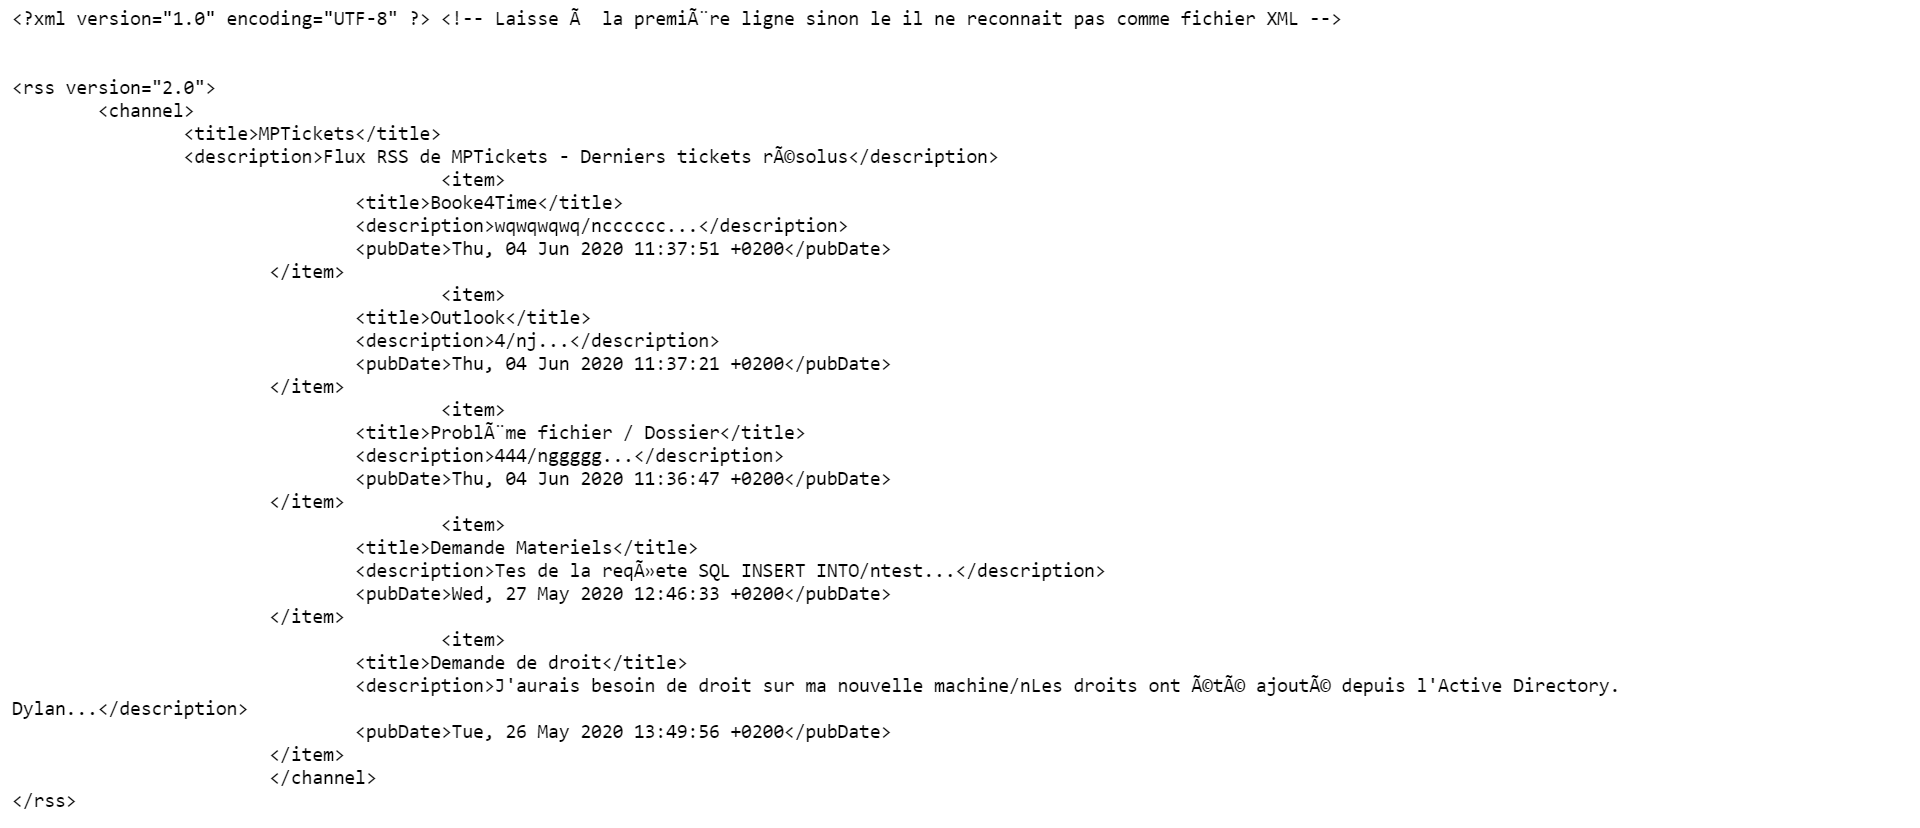 <?xml version="1.0" encoding="UTF-8" ?> <!-- Laisse Ã  la premiÃ¨re ligne sinon le il ne reconnait pas comme fichier XML -->
<rss version="2.0">
<channel>
<title>MPTickets</title>
<description>Flux RSS de MPTickets - Derniers tickets rÃ©solus</description>
<item>
<title>Booke4Time</title>
<description>wqwqwqwq/ncccccc...</description>
<pubDate>Thu, 04 Jun 2020 11:37:51 +0200</pubDate>
</item>
<item>
<title>Outlook</title>
<description>4/nj...</description>
<pubDate>Thu, 04 Jun 2020 11:37:21 +0200</pubDate>
</item>
<item>
<title>ProblÃ¨me fichier / Dossier</title>
<description>444/nggggg...</description>
<pubDate>Thu, 04 Jun 2020 11:36:47 +0200</pubDate>
</item>
<item>
<title>Demande Materiels</title>
<description>Tes de la reqÃ»ete SQL INSERT INTO/ntest...</description>
<pubDate>Wed, 27 May 2020 12:46:33 +0200</pubDate>
</item>
<item>
<title>Demande de droit</title>
<description>J'aurais besoin de droit sur ma nouvelle machine/nLes droits ont Ã©tÃ© ajoutÃ© depuis l'Active Directory.
Dylan...</description>
<pubDate>Tue, 26 May 2020 13:49:56 +0200</pubDate>
</item>
</channel>
</rss>